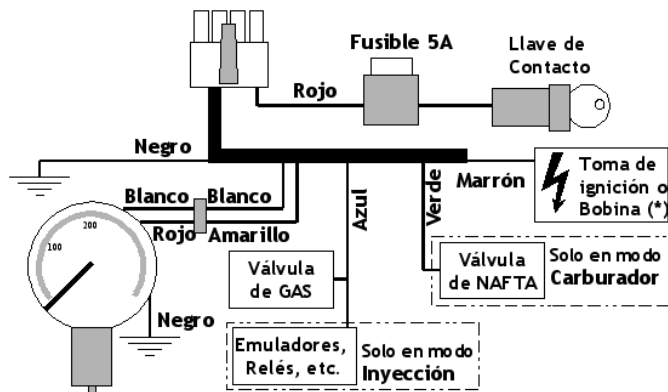 Fusible 5A
Llave de
Contacto
Rojo
Negro
Blanco Blanco
Rojo Amarillo
Azul
Verde
Marrón
Toma de
ignición o
Bobina (*)
200
100
Negro
Válvula
de GAS
Válvula
de NAFTA
Solo en modo
Carburador
Emuladores,
Relés, etc.
Solo en modo
Inyección